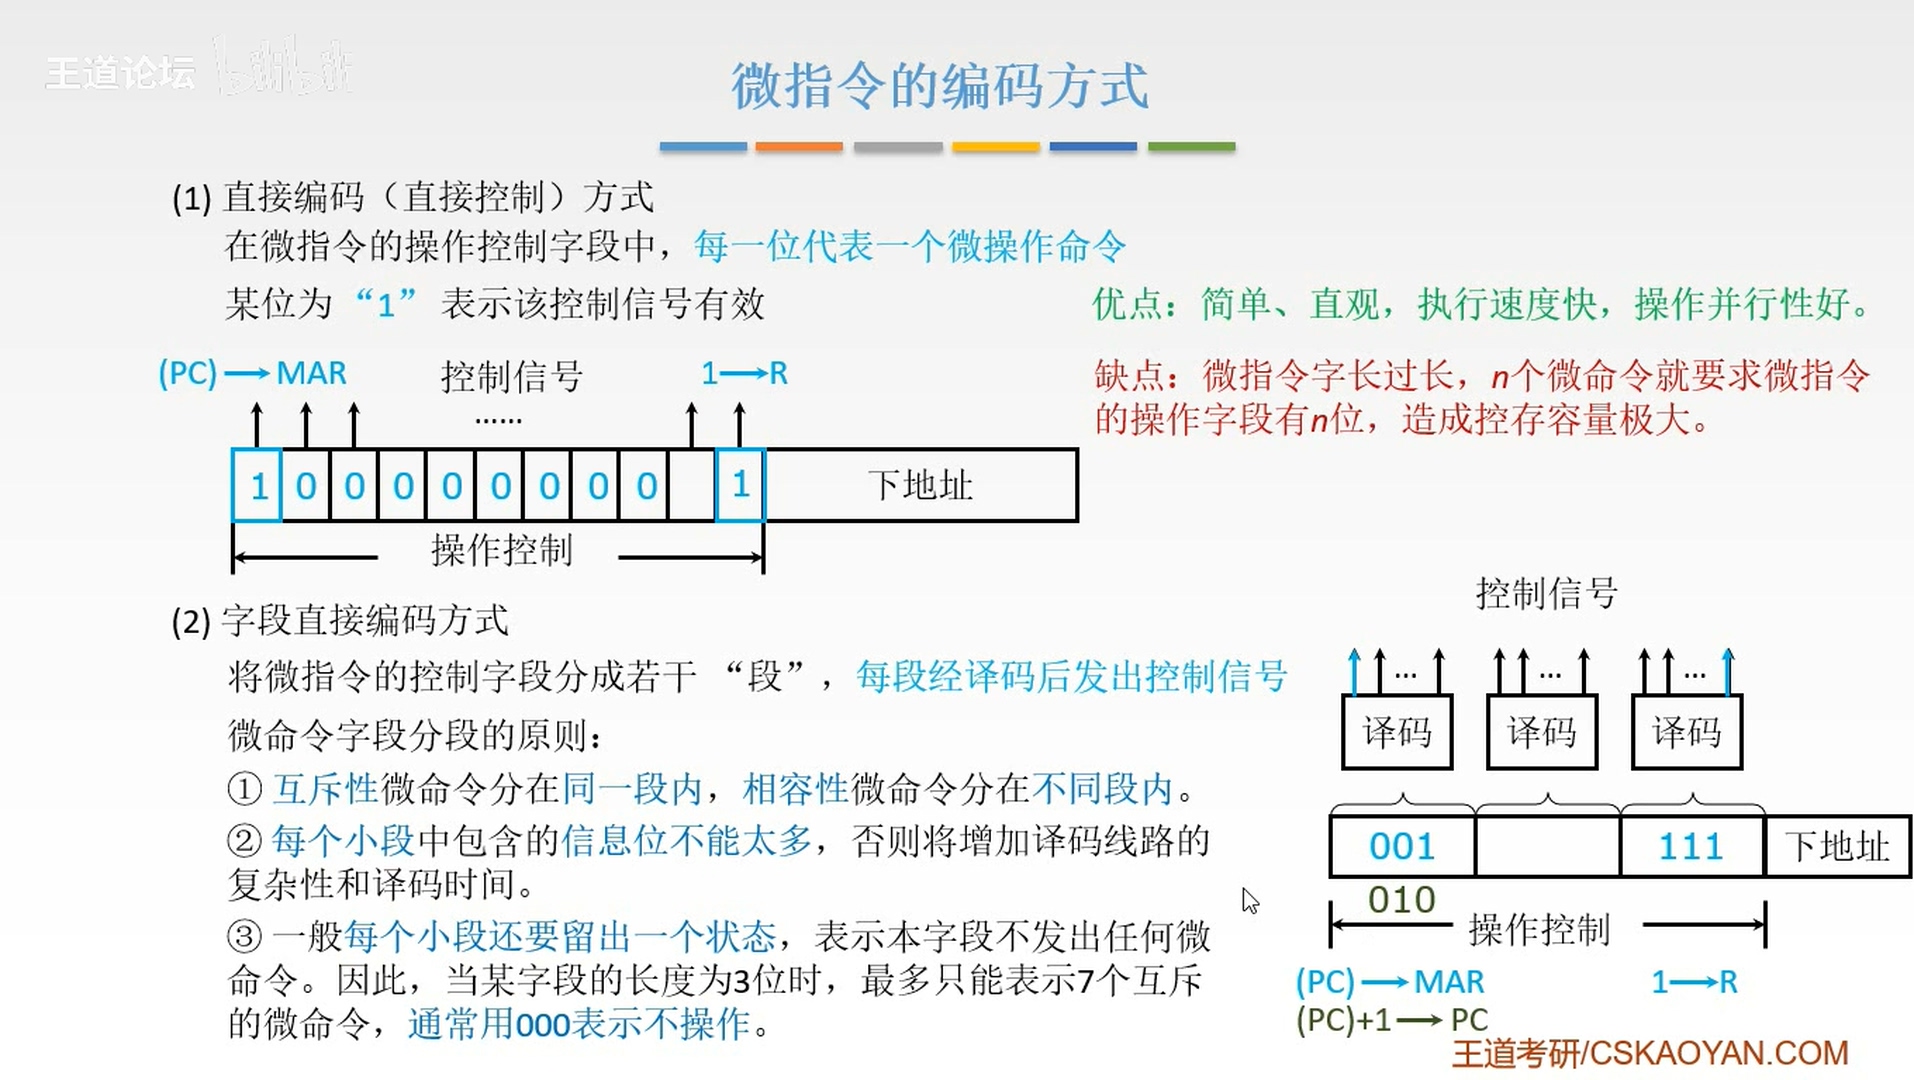 王道论坛 bilibili
微指令的编码方式
(1) 直接编码（直接控制）方式
在微指令的操作控制字段中，每一位代表一个微操作命令
某位为“1”表示该控制信号有效
优点：简单、直观，执行速度快，操作并行性好。
缺点：微指令字长过长，n个微命令就要求微指令
的操作字段有n位，造成控存容量极大。
(PC)→MAR 控制信号 1→R
……
1 0 0 0 0 0 0 0 0 1 下地址
操作控制
(2) 字段直接编码方式
将微指令的控制字段分成若干“段”，每段经译码后发出控制信号
微命令字段分段的原则：
① 互斥性微命令分在同一段内，相容性微命令分在不同段内。
② 每个小段中包含的信息位不能太多，否则将增加译码线路的
复杂性和译码时间。
③ 一般每个小段还要留出一个状态，表示本字段不发出任何微
命令。因此，当某字段的长度为3位时，最多只能表示7个互斥
的微命令，通常用000表示不操作。
控制信号
… … …
译码 译码 译码
001 111 下地址
010
操作控制
(PC)→MAR 1→R
(PC)+1→PC
王道考研/CSKAOYAN.COM